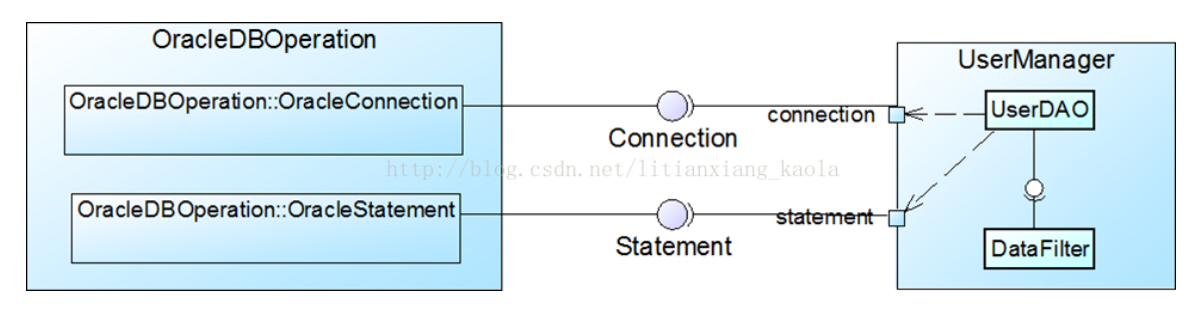 OracleDBOperation
OracleDBOperation::OracleConnection
Connection
connection
UserManager
UserDAO
http://blog.csdn.net/litianxiang_kaola
OracleDBOperation::OracleStatement
Statement
statement
DataFilter